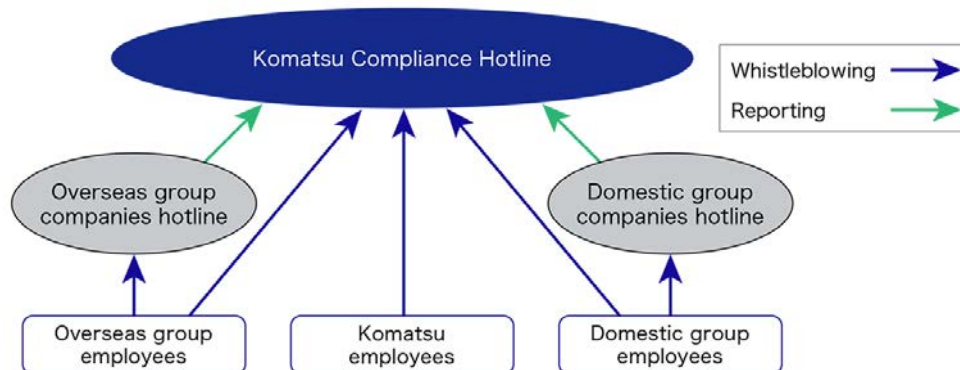 Komatsu Compliance Hotline
Whistleblowing
Reporting
Overseas group
companies hotline
Domestic group
companies hotline
Overseas group
employees
Komatsu
employees
Domestic group
employees